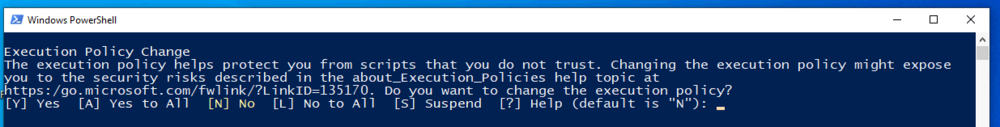 Windows PowerShell
Execution Policy Change
The execution policy helps protect you from scripts that you do not trust. Changing the execution policy might expose
you to the security risks described in the about_Execution_Policies help topic at
https:/go.microsoft.com/fwlink/?LinkID=135170. Do you want to change the execution policy?
[Y] Yes  [A] Yes to All  [N] No  [L] No to All  [S] Suspend  [?] Help (default is "N"): _